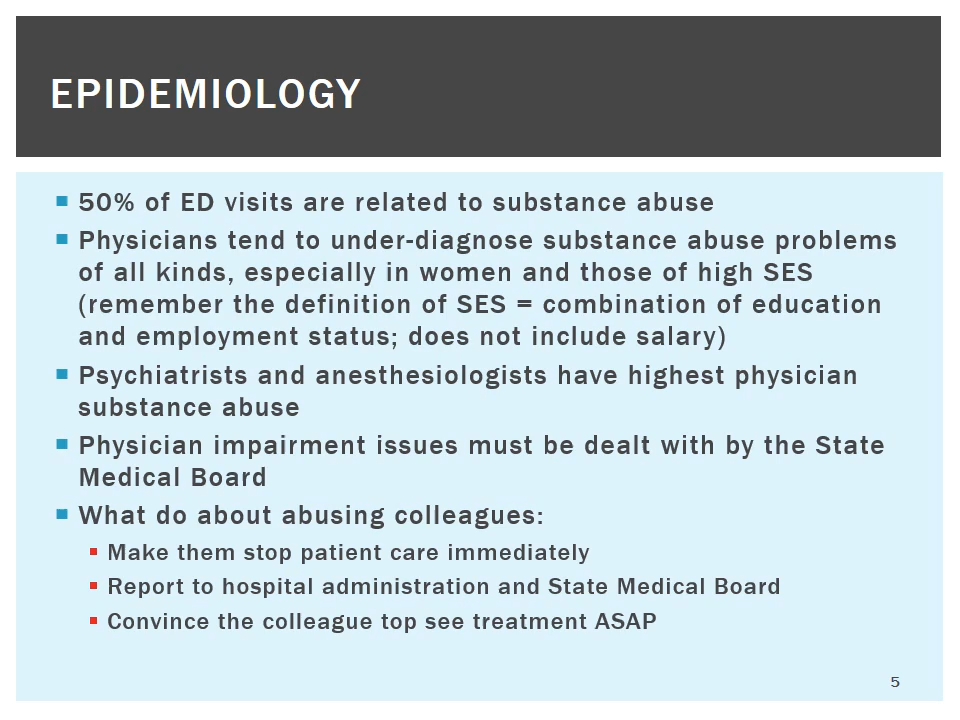 EPIDEMIOLOGY
50% of ED visits are related to substance abuse
Physicians tend to under-diagnose substance abuse problems
of all kinds, especially in women and those of high SES
(remember the definition of SES = combination of education
and employment status; does not include salary)
Psychiatrists and anesthesiologists have highest physician
substance abuse
Physician impairment issues must be dealt with by the State
Medical Board
What do about abusing colleagues:
Make them stop patient care immediately
Report to hospital administration and State Medical Board
Convince the colleague top see treatment ASAP
5